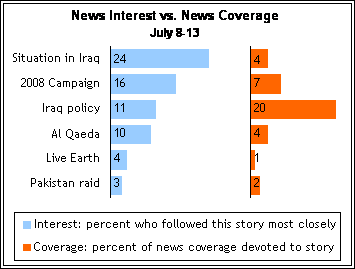 News Interest vs. News Coverage
July 8-13
Situation in Iraq 24 4
2008 Campaign 16 7
Iraq policy 11 20
Al Qaeda 10 4
Live Earth 4 1
Pakistan raid 3 2
Interest: percent who followed this story most closely
Coverage: percent of news coverage devoted to story